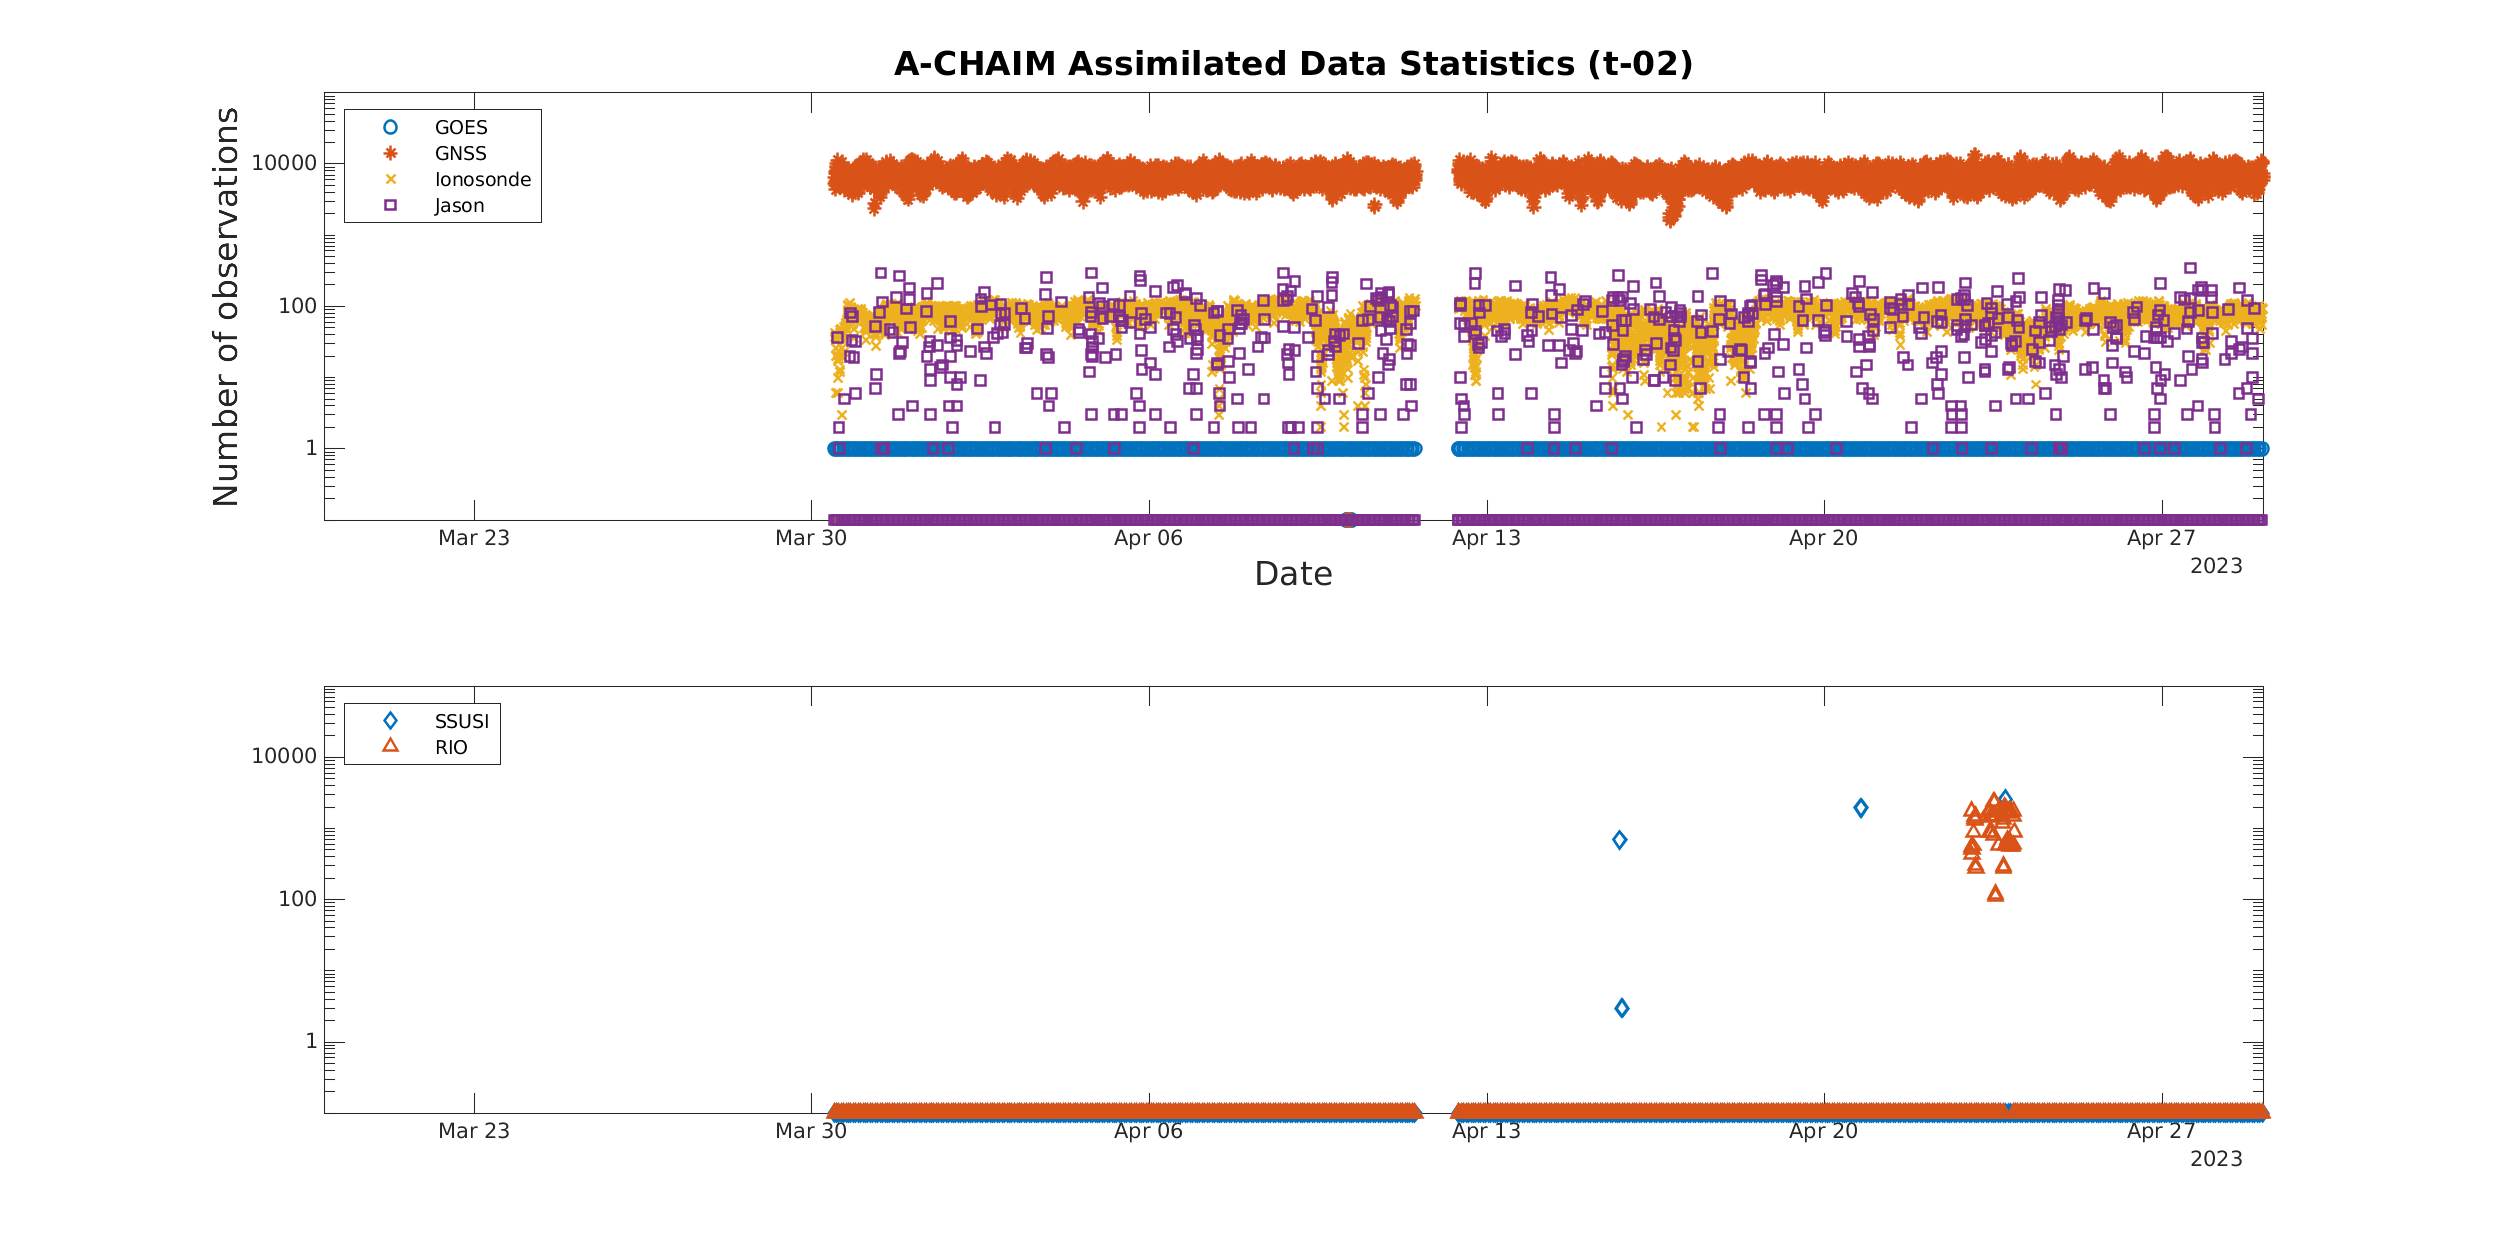 A-CHAIM Assimilated Data Statistics (t-02)
Number of observations
10000
100
1
GOES
GNSS
Ionosonde
Jason
Mar 23
Mar 30
Apr 06
Apr 13
Apr 20
Apr 27
Date
2023
10000
100
1
SSUSI
RIO
Mar 23
Mar 30
Apr 06
Apr 13
Apr 20
Apr 27
2023